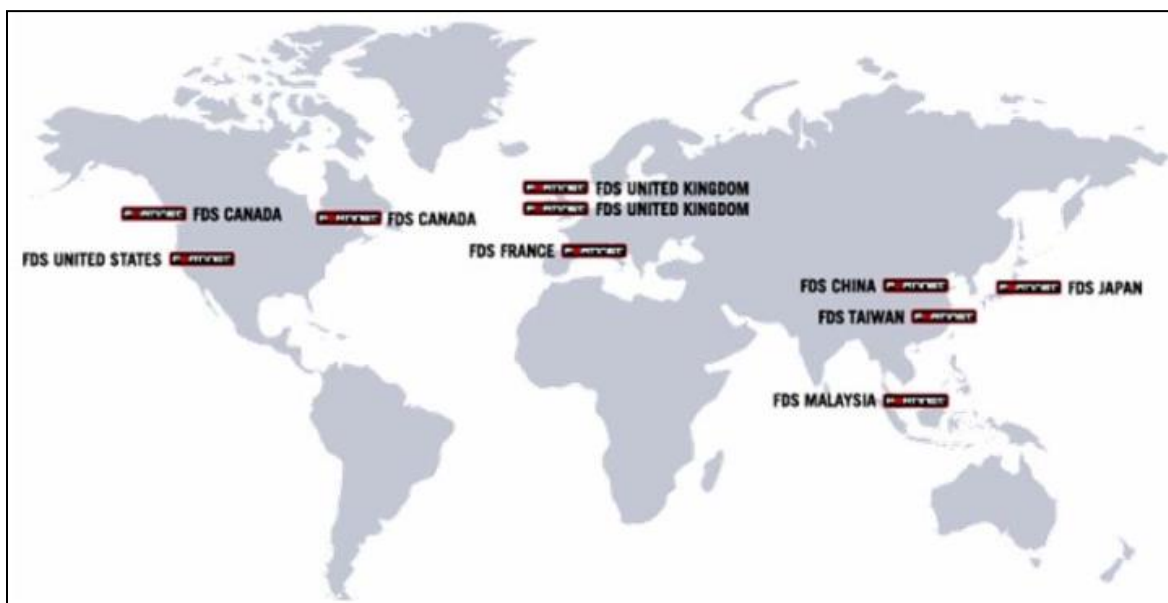 FDS UNITED KINGDOM
FDS UNITED KINGDOM
FDS CANADA
FDS CANADA
FDS FRANCE
FDS UNITED STATES
FDS CHINA
FDS JAPAN
FDS TAIWAN
FDS MALAYSIA